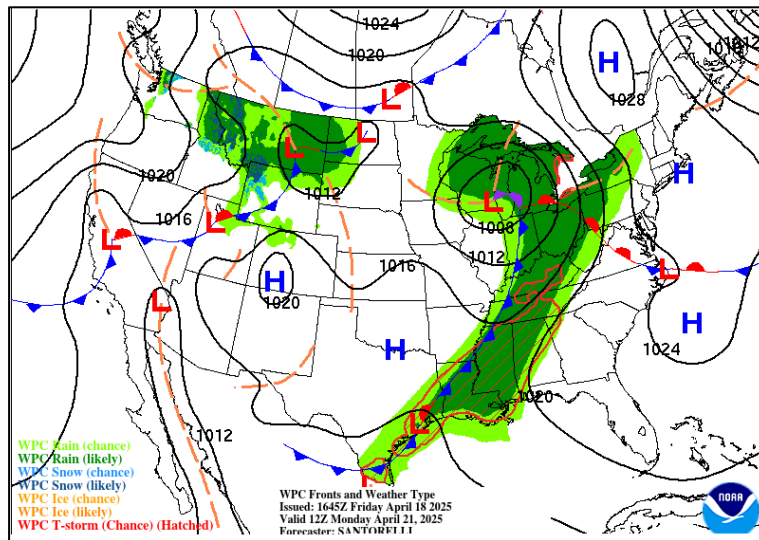 1024
1020
1016
1012
H
1028
L
L
L
1020
1012
H
L
1016
L
1008
L
L
1012
1016
H
L
1020
H
1024
H
L
1020
1012
WPC Rain (chance)
WPC Rain (likely)
WPC Snow (chance)
WPC Snow (likely)
WPC Ice (chance)
WPC Ice (likely)
WPC T-storm (Chance) (Hatched)
WPC Fronts and Weather Type
Issued: 1645Z Friday April 18 2025
Valid 12Z Monday April 21, 2025
Forecaster: SANTORELLI
NOAA